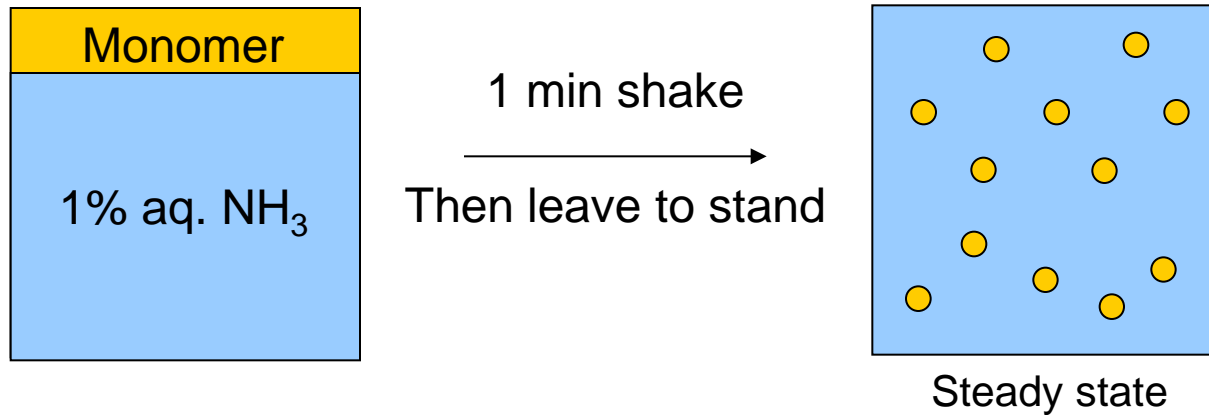 Monomer
1% aq. NH₃
1 min shake
Then leave to stand
Steady state